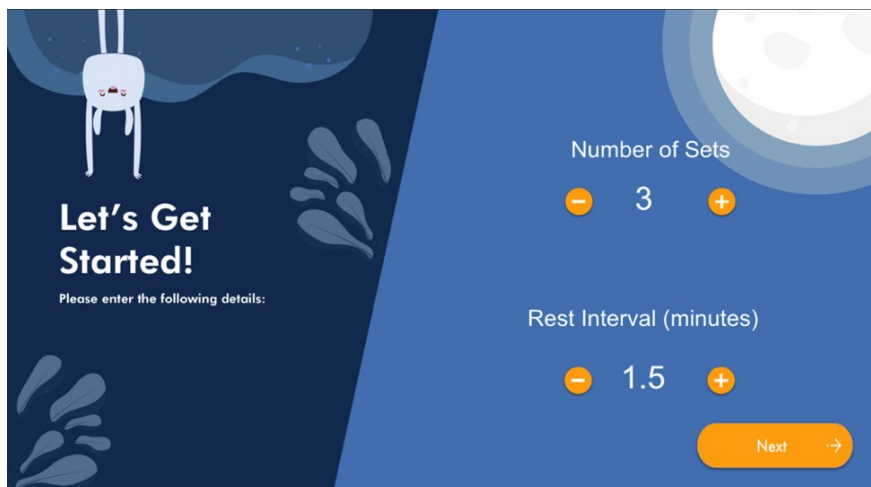 Let's Get
Started!
Please enter the following details:
Number of Sets
3
Rest Interval (minutes)
1.5
Next